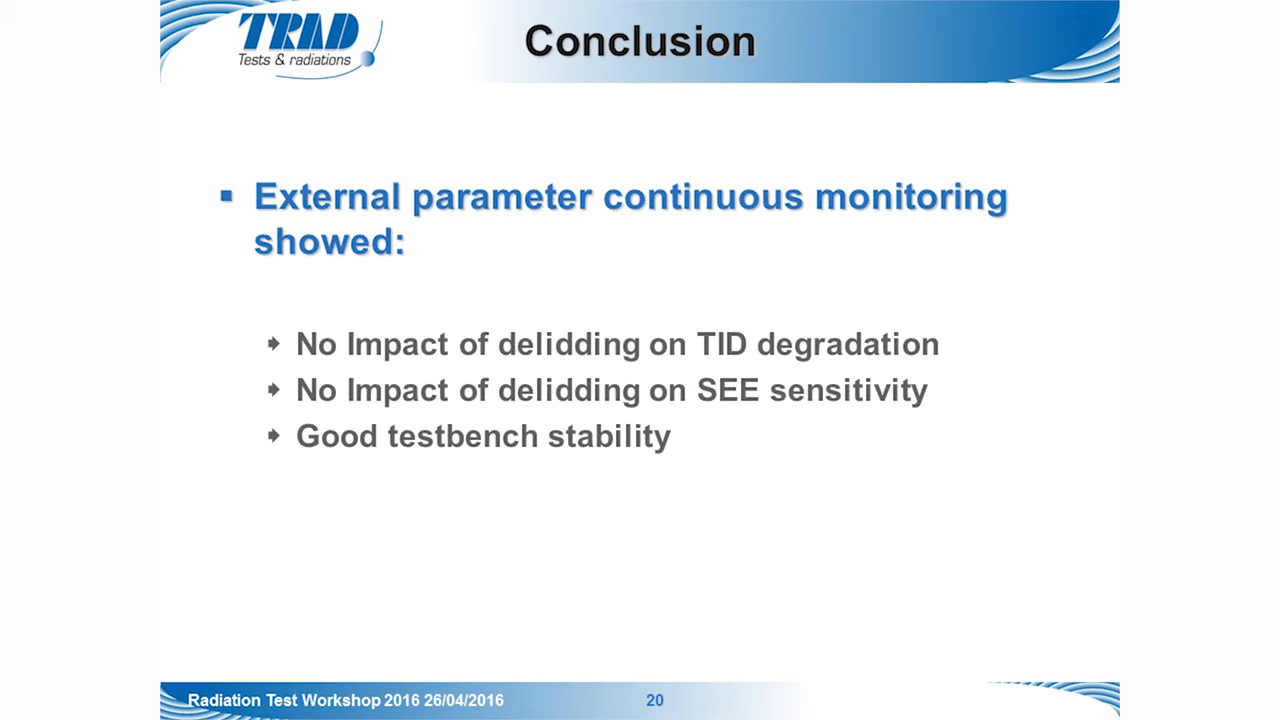 TRAD
Tests & radiations
Conclusion
External parameter continuous monitoring
showed:
No Impact of delidding on TID degradation
No Impact of delidding on SEE sensitivity
Good testbench stability
Radiation Test Workshop 2016 26/04/2016
20